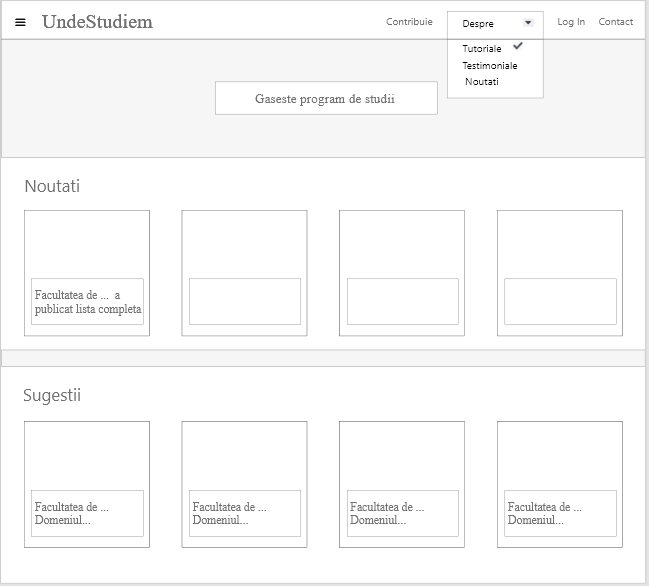 UndeStudiem
Contribuie
Despre
Log In
Contact
Tutoriale
Testimoniale
Noutati
Gaseste program de studii
Noutati
Facultatea de ... a
publicat lista completa
Sugestii
Facultatea de ...
Domeniul...
Facultatea de ...
Domeniul...
Facultatea de ...
Domeniul...
Facultatea de ...
Domeniul...